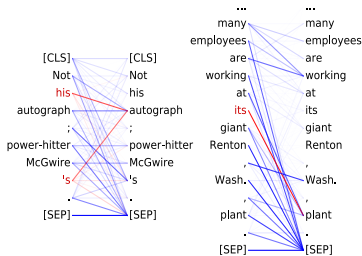 [CLS] [CLS]
Not Not
his his
autograph autograph
; ;
power-hitter power-hitter
McGwire McGwire
's 's
. .
[SEP] [SEP]
... ...
many many
employees employees
are are
working working
at at
its its
giant giant
Renton Renton
, ,
Wash. Wash.
, ,
plant plant
. .
[SEP] [SEP]